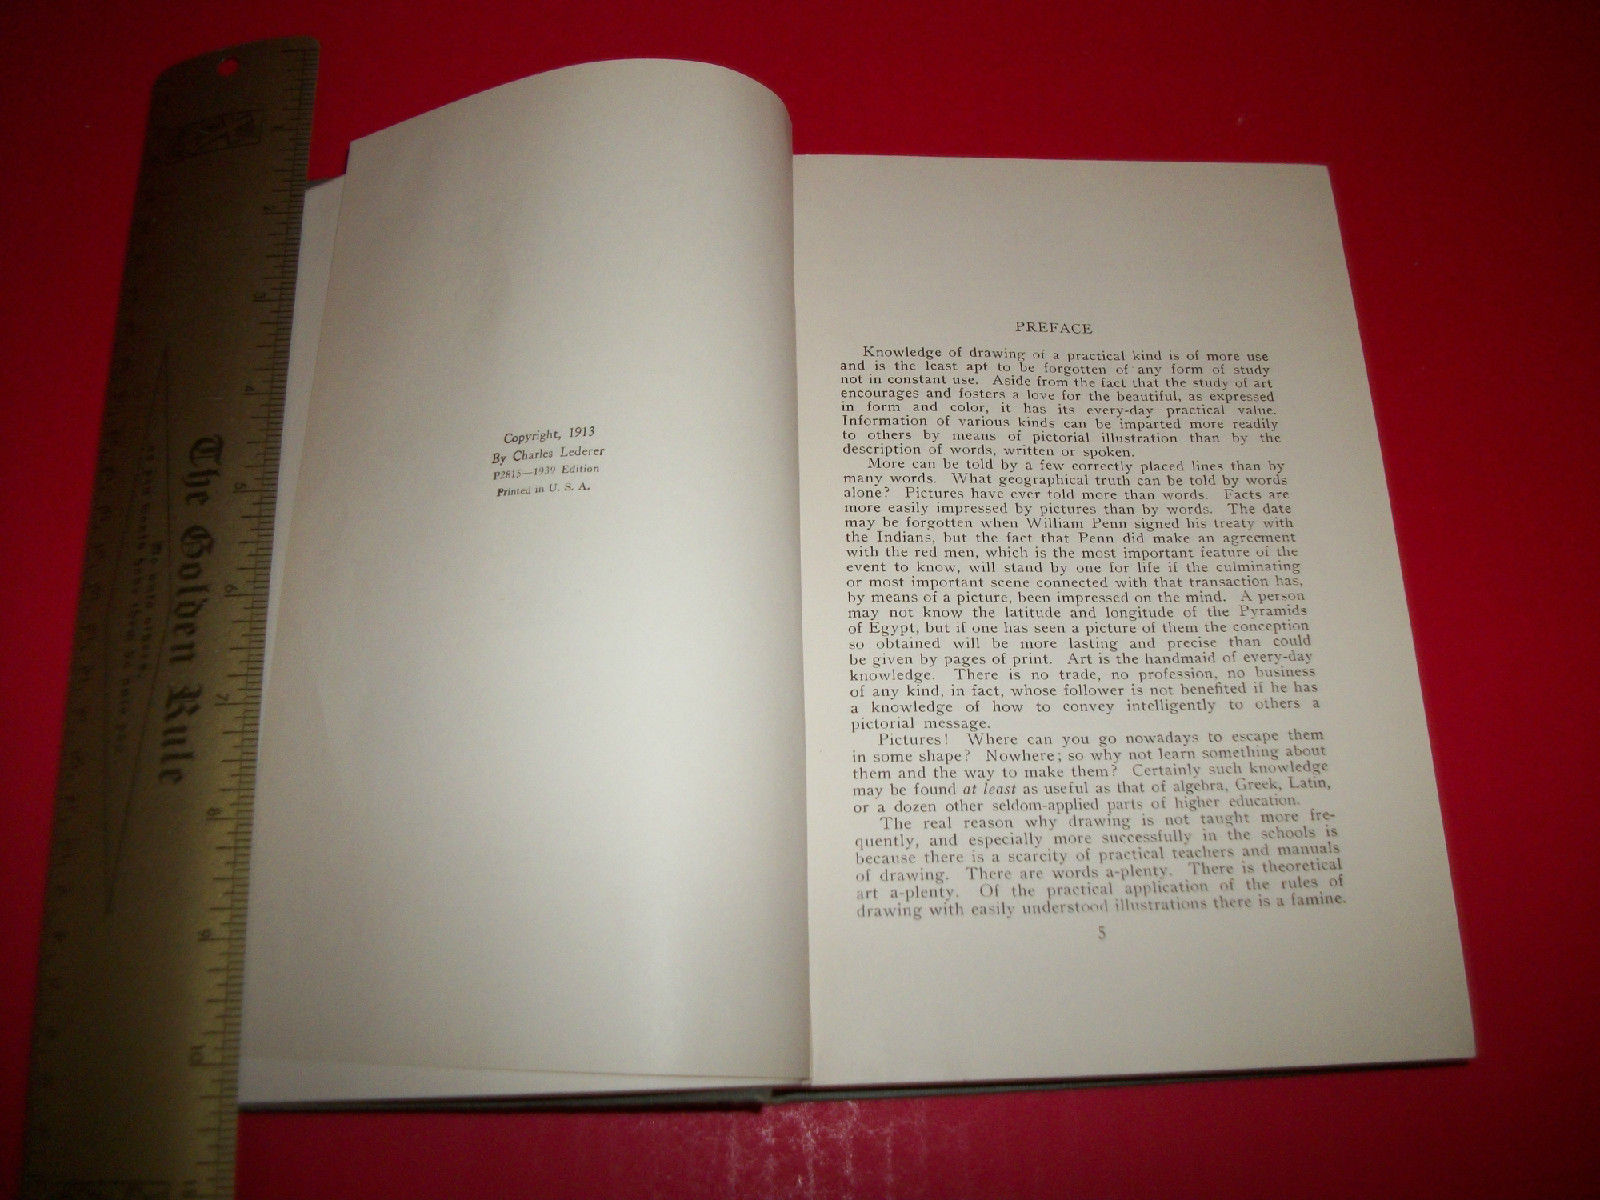 The Golden Rule
Copyright, 1913
By Charles Lederer
P2815—1939 Edition
Printed in U. S. A.
PREFACE
Knowledge of drawing of a practical kind is of more use
and is the least apt to be forgotten of any form of study
not in constant use. Aside from the fact that the study of art
encourages and fosters a love for the beautiful, as expressed
in form and color, it has its every-day practical value.
Information of various kinds can be imparted more readily
to others by means of pictorial illustration than by the
description of words, written or spoken.
More can be told by a few correctly placed lines than by
many words. What geographical truth can be told by words
alone? Pictures have ever told more than words. Facts are
more easily impressed by pictures than by words. The date
may be forgotten when William Penn signed his treaty with
the Indians, but the fact that Penn did make an agreement
with the red men, which is the most important feature of the
event to know, will stand by one for life if the culminating
or most important scene connected with that transaction has,
by means of a picture, been impressed on the mind. A person
may not know the latitude and longitude of the Pyramids
of Egypt, but if one has seen a picture of them the conception
so obtained will be more lasting and precise than could
be given by pages of print. Art is the handmaid of every-day
knowledge. There is no trade, no profession, no business
of any kind, in fact, whose follower is not benefited if he has
a knowledge of how to convey intelligently to others a
pictorial message.
Pictures! Where can you go nowadays to escape them
in some shape? Nowhere; so why not learn something about
them and the way to make them? Certainly such knowledge
may be found at least as useful as that of algebra, Greek, Latin,
or a dozen other seldom-applied parts of higher education.
The real reason why drawing is not taught more fre-
quently, and especially more successfully in the schools is
because there is a scarcity of practical teachers and manuals
of drawing. There are words a-plenty. There is theoretical
art a-plenty. Of the practical application of the rules of
drawing with easily understood illustrations there is a famine.
5